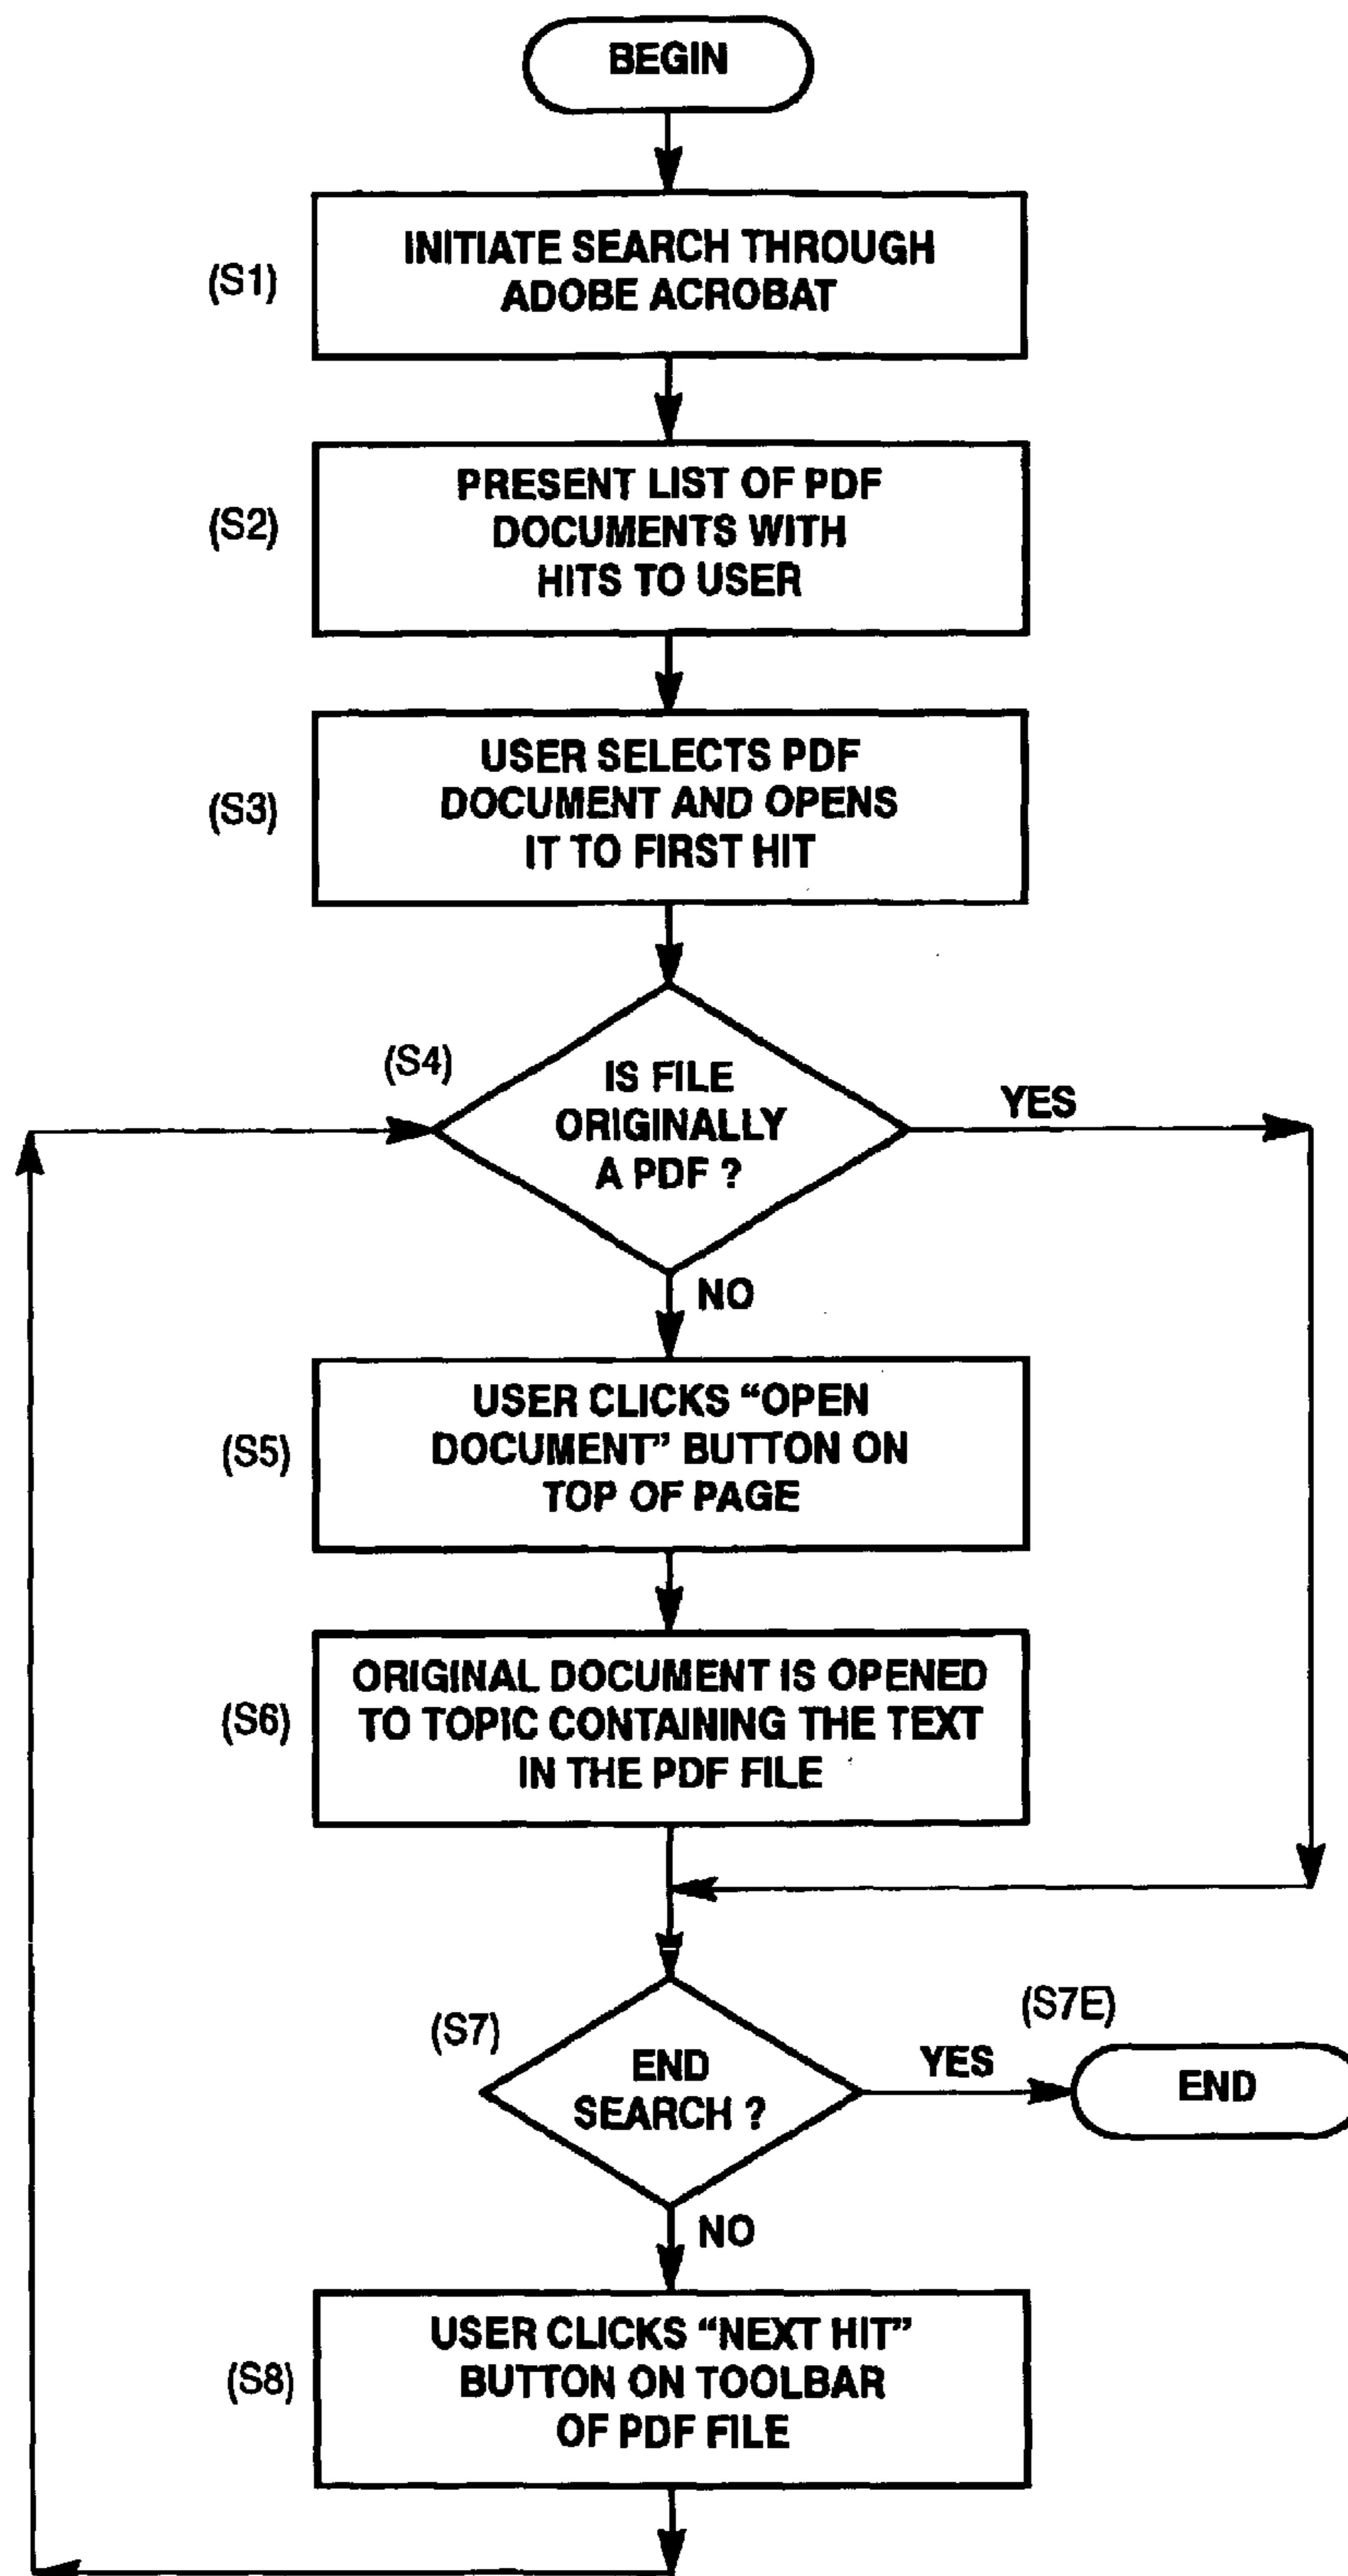 BEGIN
(S1)
INITIATE SEARCH THROUGH
ADOBE ACROBAT
(S2)
PRESENT LIST OF PDF
DOCUMENTS WITH
HITS TO USER
(S3)
USER SELECTS PDF
DOCUMENT AND OPENS
IT TO FIRST HIT
(S4)
IS FILE
ORIGINALLY
A PDF ?
YES
NO
(S5)
USER CLICKS “OPEN
DOCUMENT” BUTTON ON
TOP OF PAGE
(S6)
ORIGINAL DOCUMENT IS OPENED
TO TOPIC CONTAINING THE TEXT
IN THE PDF FILE
(S7)
END
SEARCH ?
YES
(S7E)
END
NO
(S8)
USER CLICKS “NEXT HIT”
BUTTON ON TOOLBAR
OF PDF FILE